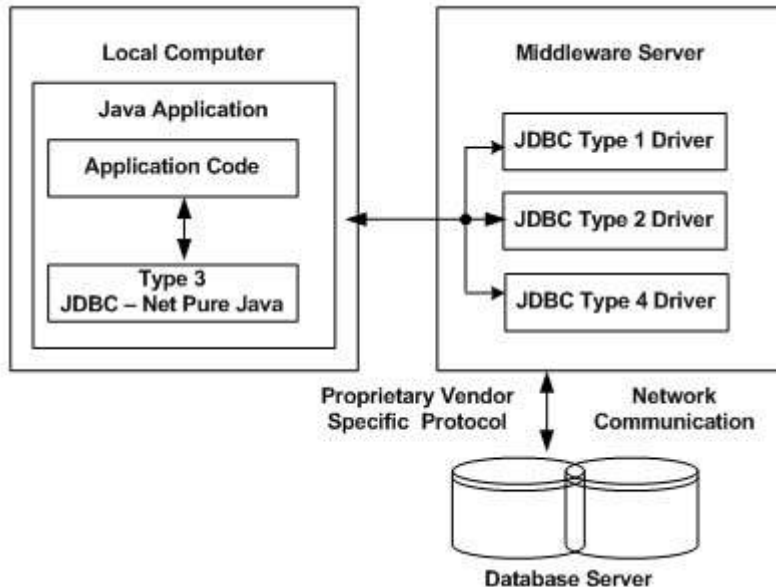 Local Computer
Java Application
Application Code
Type 3
JDBC – Net Pure Java
Middleware Server
JDBC Type 1 Driver
JDBC Type 2 Driver
JDBC Type 4 Driver
Proprietary Vendor
Specific Protocol
Network
Communication
Database Server